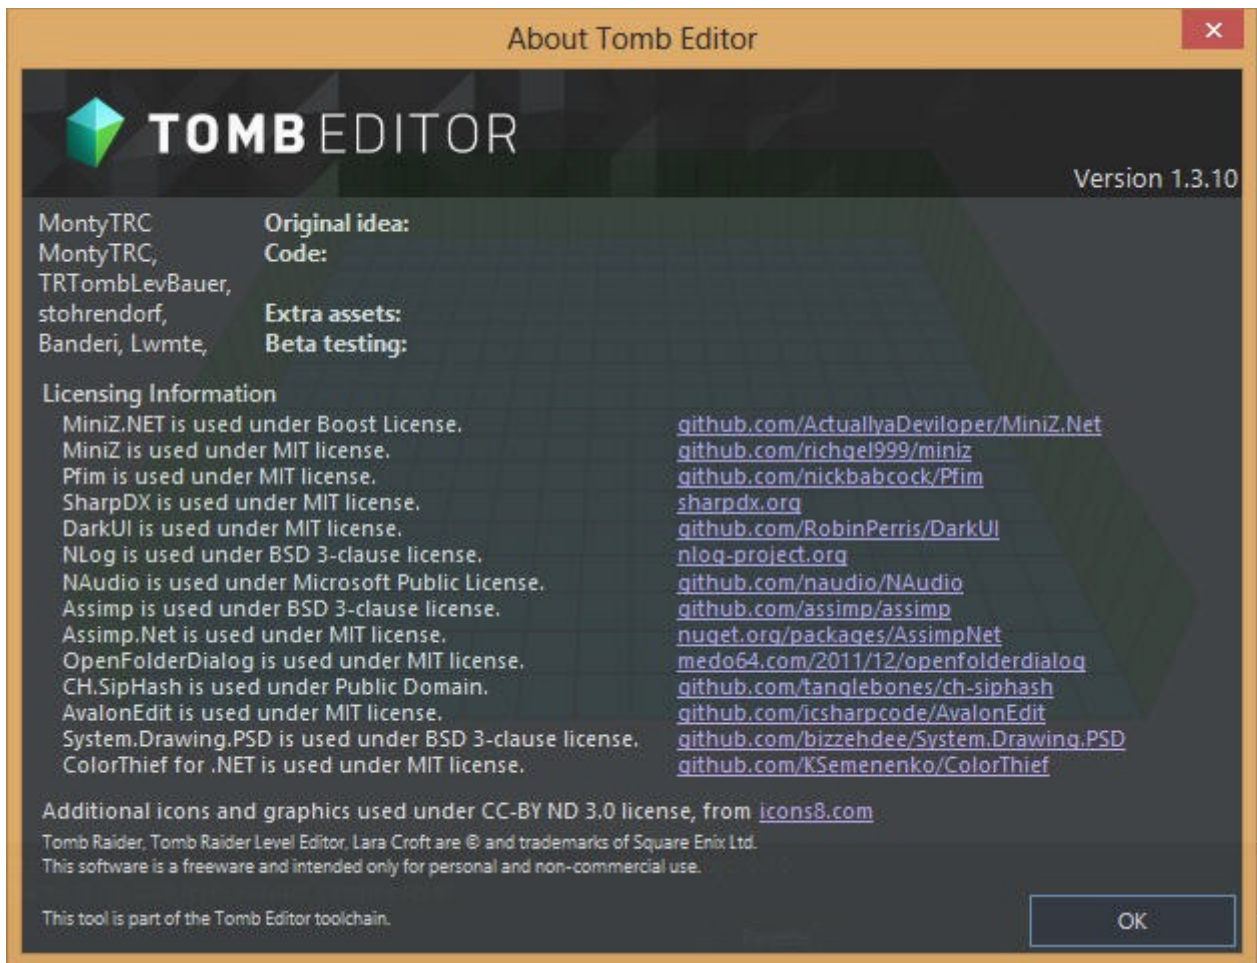 About Tomb Editor
TOMB EDITOR
Version 1.3.10
MontyTRC Original idea:
MontyTRC, Code:
TRTombLevBauer,
stohrendorf, Extra assets:
Banderi, Lwmte, Beta testing:
Licensing Information
MiniZ.NET is used under Boost License. github.com/ActuallyaDeviloper/MiniZ.Net
MiniZ is used under MIT license. github.com/richgel999/miniz
Pfim is used under MIT license. github.com/nickbabcock/Pfim
SharpDX is used under MIT license. sharpdx.org
DarkUI is used under MIT license. github.com/RobinPerris/DarkUI
NLog is used under BSD 3-clause license. nlog-project.org
NAudio is used under Microsoft Public License. github.com/naudio/NAudio
Assimp is used under BSD 3-clause license. github.com/assimp/assimp
Assimp.Net is used under MIT license. nuget.org/packages/AssimpNet
OpenFolderDialog is used under MIT license. medo64.com/2011/12/openfolderdialog
CH.SipHash is used under Public Domain. github.com/tanglebones/ch-siphash
AvalonEdit is used under MIT license. github.com/icsharpcode/AvalonEdit
System.Drawing.PSD is used under BSD 3-clause license. github.com/bizzehdee/System.Drawing.PSD
ColorThief for .NET is used under MIT license. github.com/KSemenenko/ColorThief
Additional icons and graphics used under CC-BY ND 3.0 license, from icons8.com
Tomb Raider, Tomb Raider Level Editor, Lara Croft are © and trademarks of Square Enix Ltd.
This software is a freeware and intended only for personal and non-commercial use.
This tool is part of the Tomb Editor toolchain.
OK